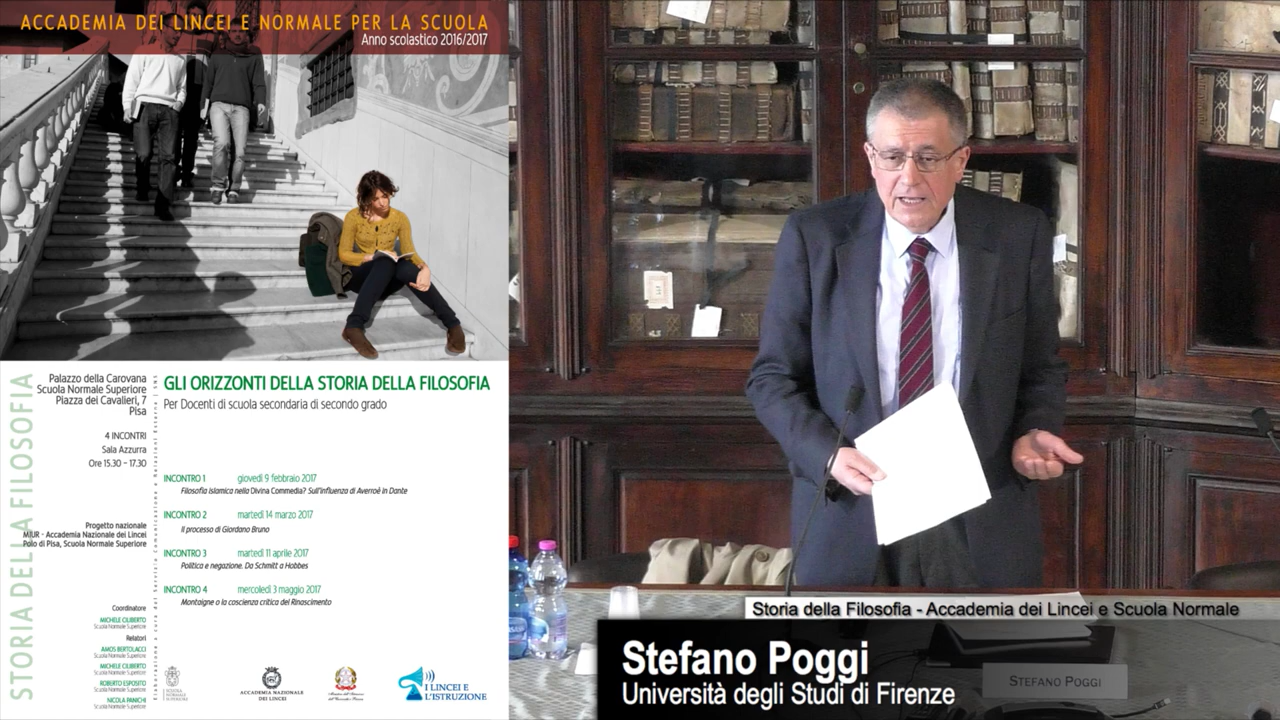 ACCADEMIA DEI LINCEI E NORMALE PER LA SCUOLA
Anno scolastico 2016/2017
STORIA DELLA FILOSOFIA
Palazzo della Carovana
Scuola Normale Superiore
Piazza dei Cavalieri, 7
Pisa
4 INCONTRI
Sala Azzurra
Ore 15.30 – 17.30
Progetto nazionale
MIUR - Accademia Nazionale dei Lincei
Polo di Pisa, Scuola Normale Superiore
Coordinatore
MICHELE CILIBERTO
Scuola Normale Superiore
Relatori
AMOS BERTOLACCI
Scuola Normale Superiore
MICHELE CILIBERTO
Scuola Normale Superiore
ROBERTO ESPOSITO
Scuola Normale Superiore
NICOLA PANICHI
Scuola Normale Superiore
GLI ORIZZONTI DELLA STORIA DELLA FILOSOFIA
Per Docenti di scuola secondaria di secondo grado
INCONTRO 1 giovedì 9 febbraio 2017
Filosofia islamica nella Divina Commedia? Sull'influenza di Averroè in Dante
INCONTRO 2 martedì 14 marzo 2017
Il processo di Giordano Bruno
INCONTRO 3 martedì 11 aprile 2017
Politica e negazione. Da Schmitt a Hobbes
INCONTRO 4 mercoledì 3 maggio 2017
Montaigne o la coscienza critica del Rinascimento
SCUOLA
NORMALE
SUPERIORE
ACCADEMIA NAZIONALE
DEI LINCEI
I LINCEI E
L'ISTRUZIONE
Storia della Filosofia - Accademia dei Lincei e Scuola Normale
Stefano Poggi
Università degli Studi di Firenze
STEFANO POGGI